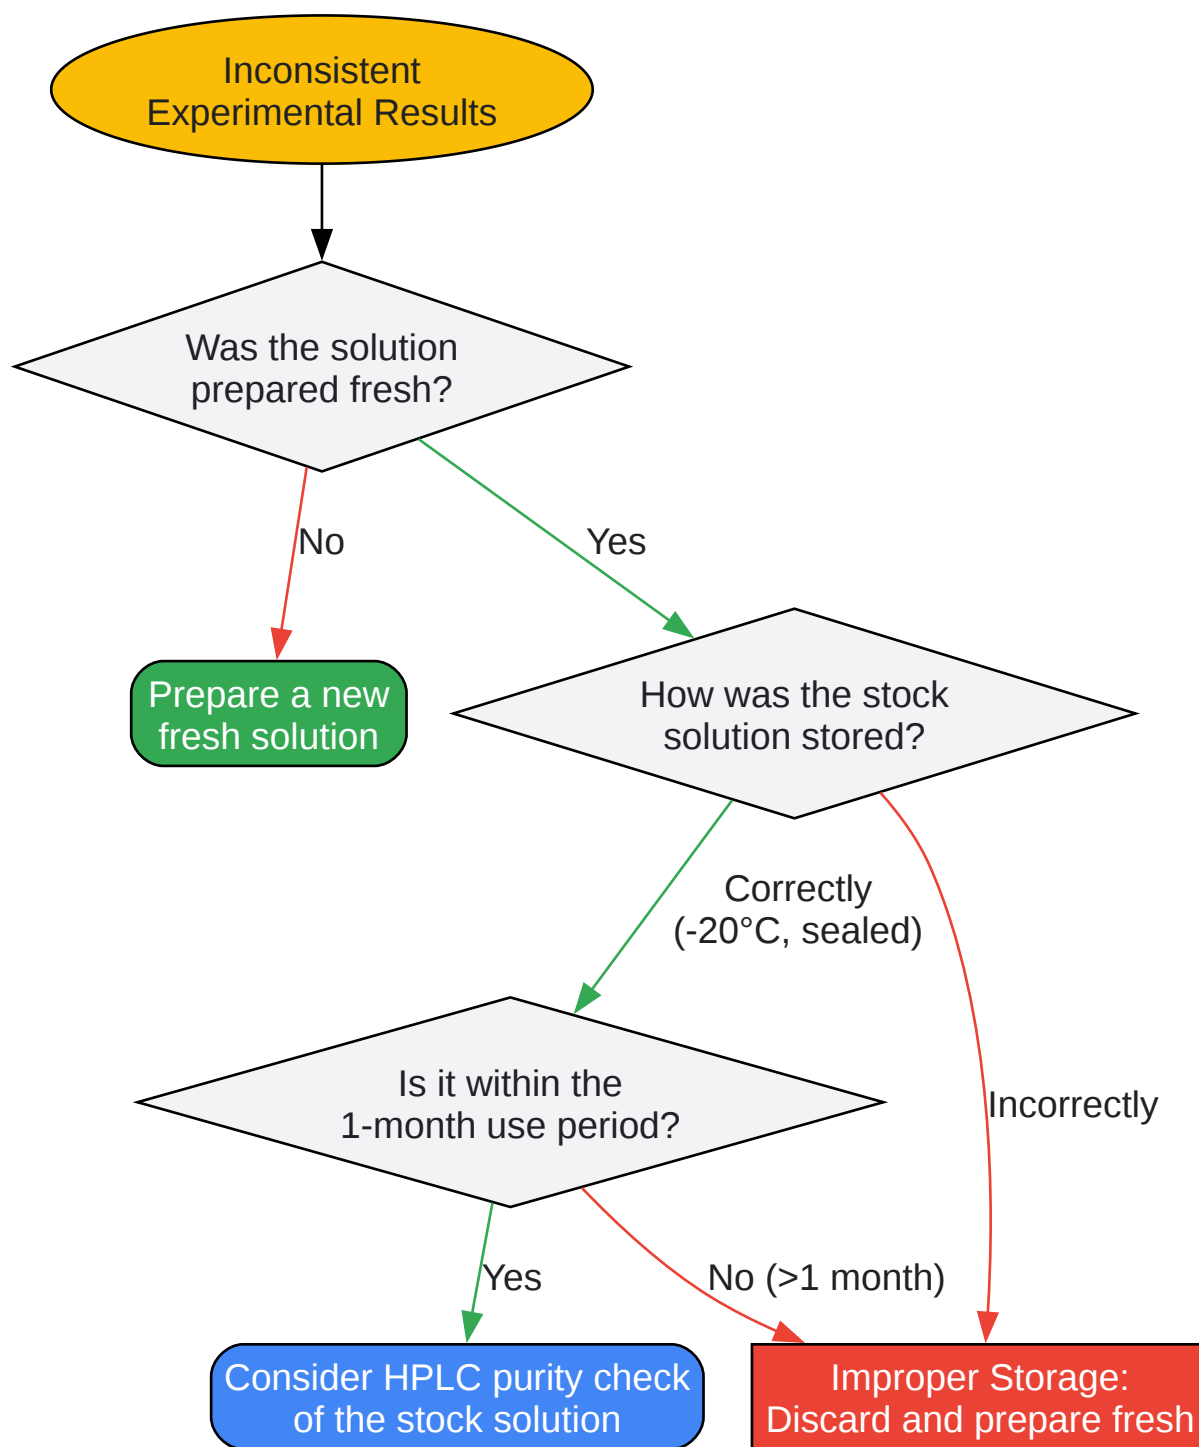 Inconsistent
Experimental Results
Was the solution
prepared fresh?
No
Yes
Prepare a new
fresh solution
How was the stock
solution stored?
Correctly
(-20°C, sealed)
Is it within the
1-month use period?
Incorrectly
Yes
No (>1 month)
Consider HPLC purity check
of the stock solution
Improper Storage:
Discard and prepare fresh